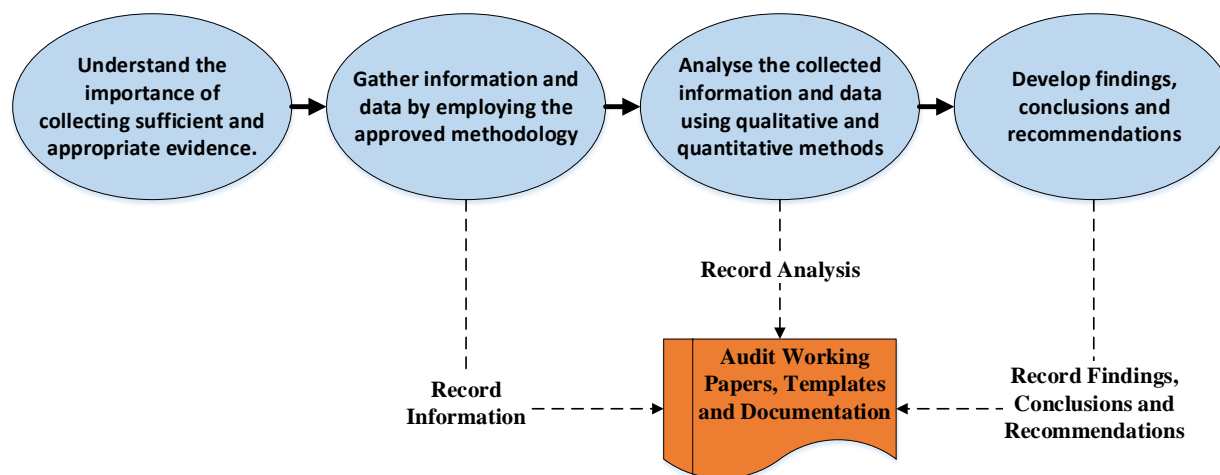 Understand the
importance of
collecting sufficient and
appropriate evidence.
Gather information and
data by employing the
approved methodology
Analyse the collected
information and data
using qualitative and
quantitative methods
Develop findings,
conclusions and
recommendations
Record Analysis
Record
Information
Audit Working
Papers, Templates
and Documentation
Record Findings,
Conclusions and
Recommendations